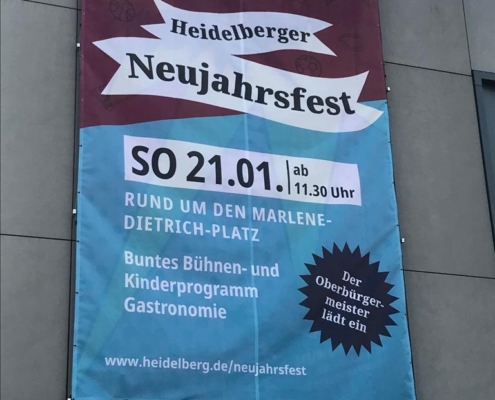 Heidelberger
Neujahrsfest
SO 21.01.
ab
11.30 Uhr
RUND UM DEN MARLENE-
DIETRICH-PLATZ
Buntes Bühnen- und
Kinderprogramm
Gastronomie
Der
Oberbürger-
meister
lädt ein
www.heidelberg.de/neujahrsfest